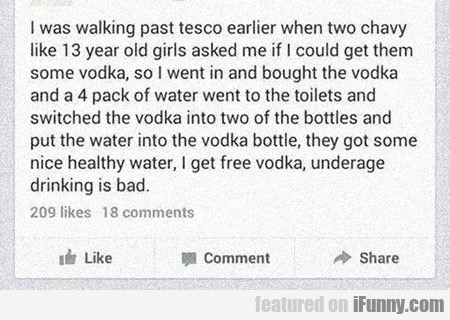 I was walking past tesco earlier when two chavy
like 13 year old girls asked me if I could get them
some vodka, so I went in and bought the vodka
and a 4 pack of water went to the toilets and
switched the vodka into two of the bottles and
put the water into the vodka bottle, they got some
nice healthy water, I get free vodka, underage
drinking is bad.
209 likes 18 comments
Like Comment Share
featured on iFunny.com